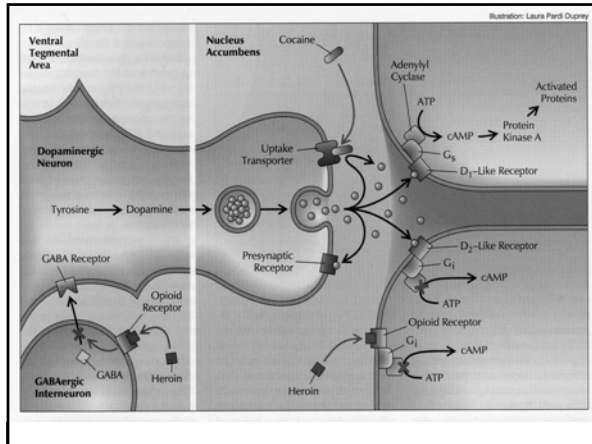 Illustration: Laura Pardi Duprey
Ventral
Tegmental
Area
Nucleus
Accumbens
Cocaine
Adenylyl
Cyclase
ATP
cAMP
Activated
Proteins
Protein
Kinase A
Gs
D1–Like Receptor
Dopaminergic
Neuron
Uptake
Transporter
Tyrosine
Dopamine
Presynaptic
Receptor
D2–Like Receptor
Gi
cAMP
ATP
GABA Receptor
Opioid
Receptor
GABA
Heroin
GABAergic
Interneuron
Opioid Receptor
Gi
cAMP
ATP
Heroin